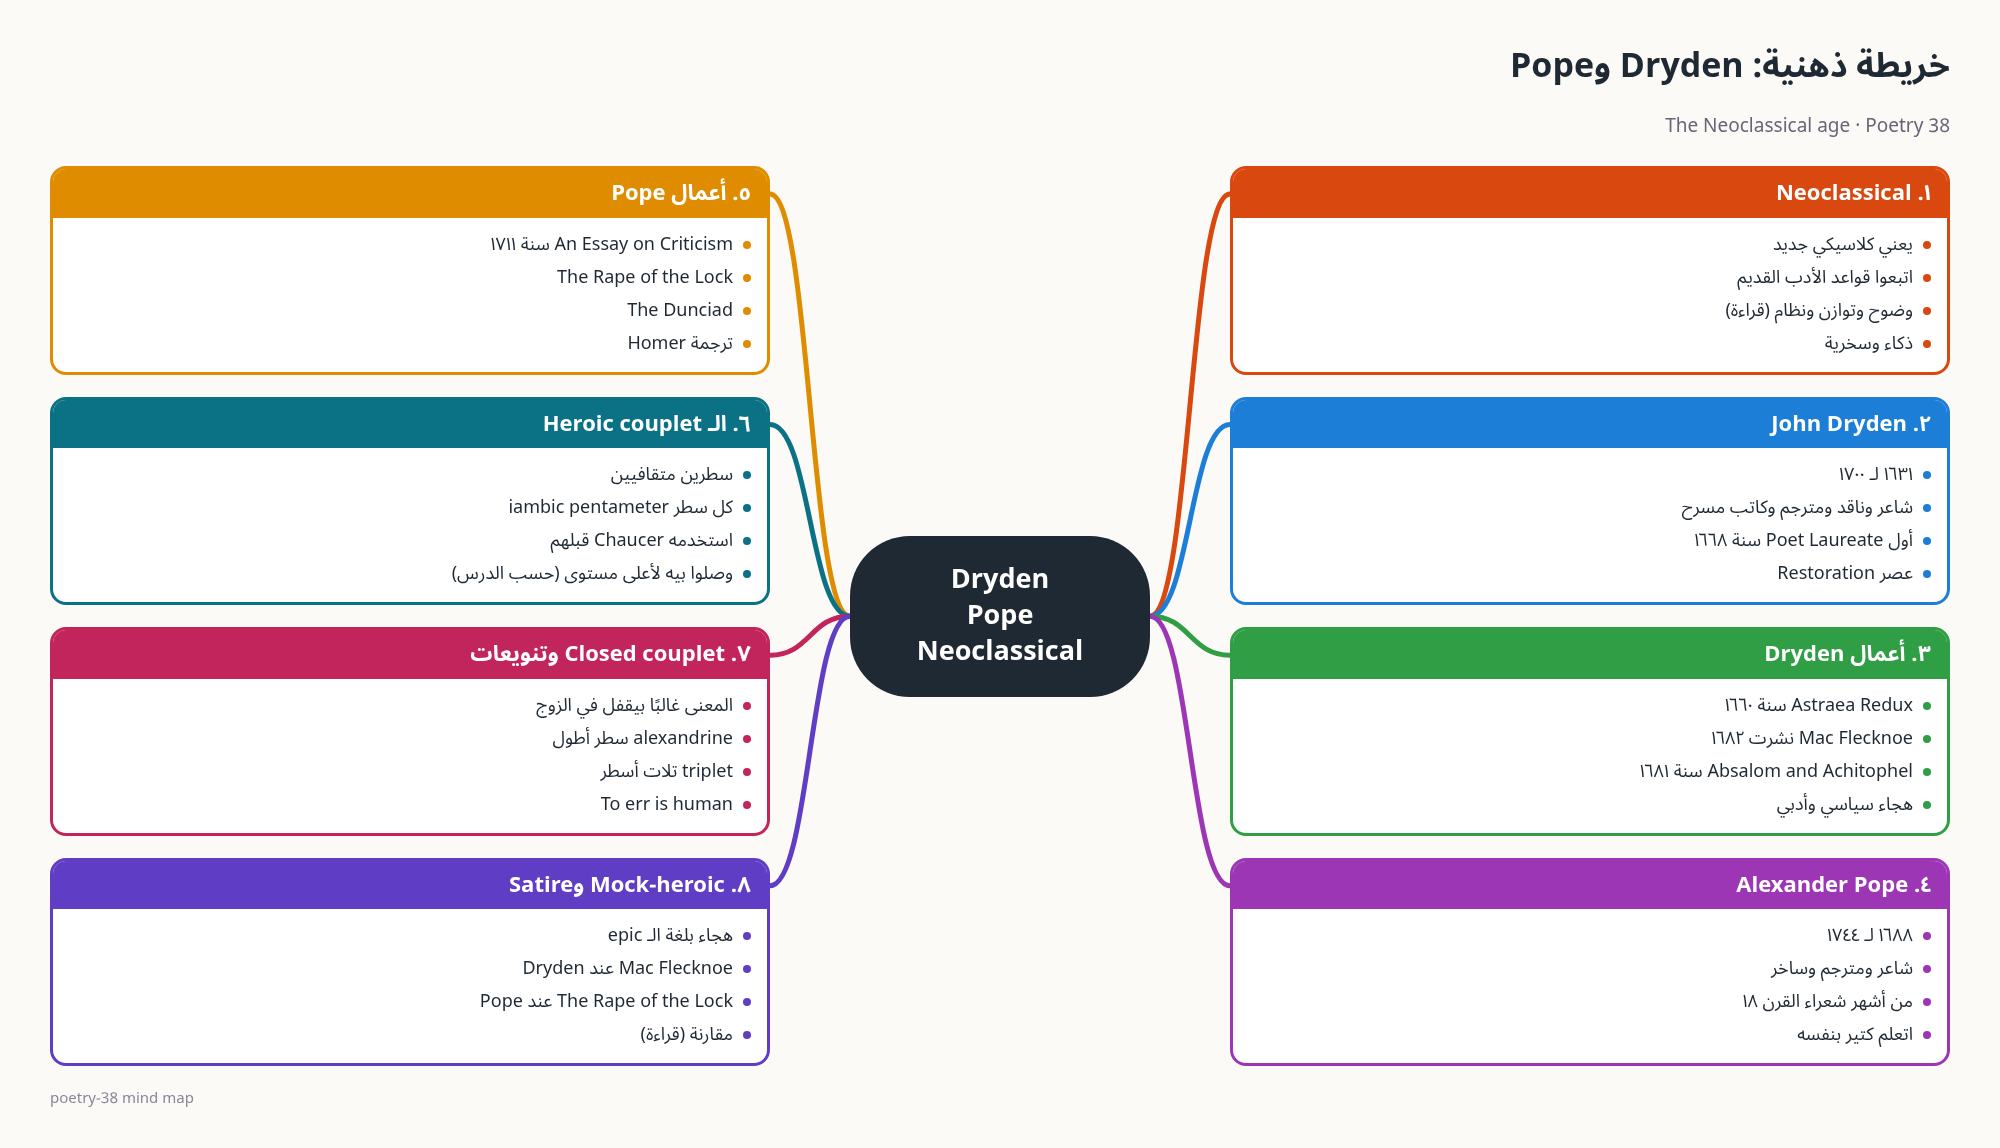 خريطة ذهنية: Dryden وPope
The Neoclassical age · Poetry 38
١. Neoclassical
يعني كلاسيكي جديد
اتبعوا قواعد الأدب القديم
وضوح وتوازن ونظام (قراءة)
ذكاء وسخرية
٢. John Dryden
١٦٣١ لـ ١٧٠٠
شاعر وناقد ومترجم وكاتب مسرح
أول Poet Laureate سنة ١٦٦٨
عصر Restoration
٣. أعمال Dryden
Astraea Redux سنة ١٦٦٠
Mac Flecknoe نشرت ١٦٨٢
Absalom and Achitophel سنة ١٦٨١
هجاء سياسي وأدبي
٤. Alexander Pope
١٦٨٨ لـ ١٧٤٤
شاعر ومترجم وساخر
من أشهر شعراء القرن ١٨
اتعلم كتير بنفسه
Dryden
Pope
Neoclassical
٥. أعمال Pope
An Essay on Criticism سنة ١٧١١
The Rape of the Lock
The Dunciad
ترجمة Homer
٦. الـ Heroic couplet
سطرين متقافيين
كل سطر iambic pentameter
استخدمه Chaucer قبلهم
وصلوا بيه لأعلى مستوى (حسب الدرس)
٧. Closed couplet وتنويعات
المعنى غالبًا بيقفل في الزوج
alexandrine سطر أطول
triplet تلات أسطر
To err is human
٨. Mock-heroic وSatire
هجاء بلغة الـ epic
Mac Flecknoe عند Dryden
The Rape of the Lock عند Pope
مقارنة (قراءة)
poetry-38 mind map